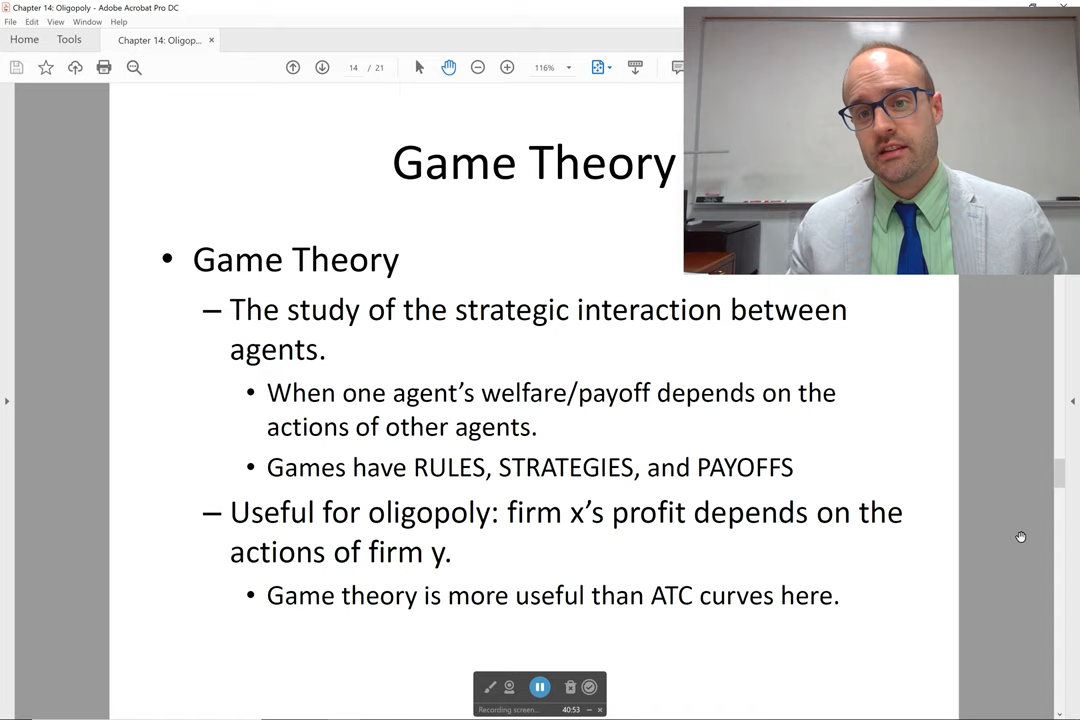 Chapter 14: Oligopoly - Adobe Acrobat Pro DC
File Edit View Window Help
Home Tools Chapter 14: Oligop... ×
14 / 21 116%
Game Theory
• Game Theory
– The study of the strategic interaction between
agents.
• When one agent’s welfare/payoff depends on the
actions of other agents.
• Games have RULES, STRATEGIES, and PAYOFFS
– Useful for oligopoly: firm x’s profit depends on the
actions of firm y.
• Game theory is more useful than ATC curves here.
Recording screen... 40:53